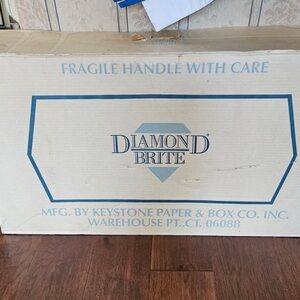 FRAGILE HANDLE WITH CARE
DIAMOND
BRITE
MFG. BY KEYSTONE PAPER & BOX CO. INC.
WAREHOUSE PT., CT. 06088